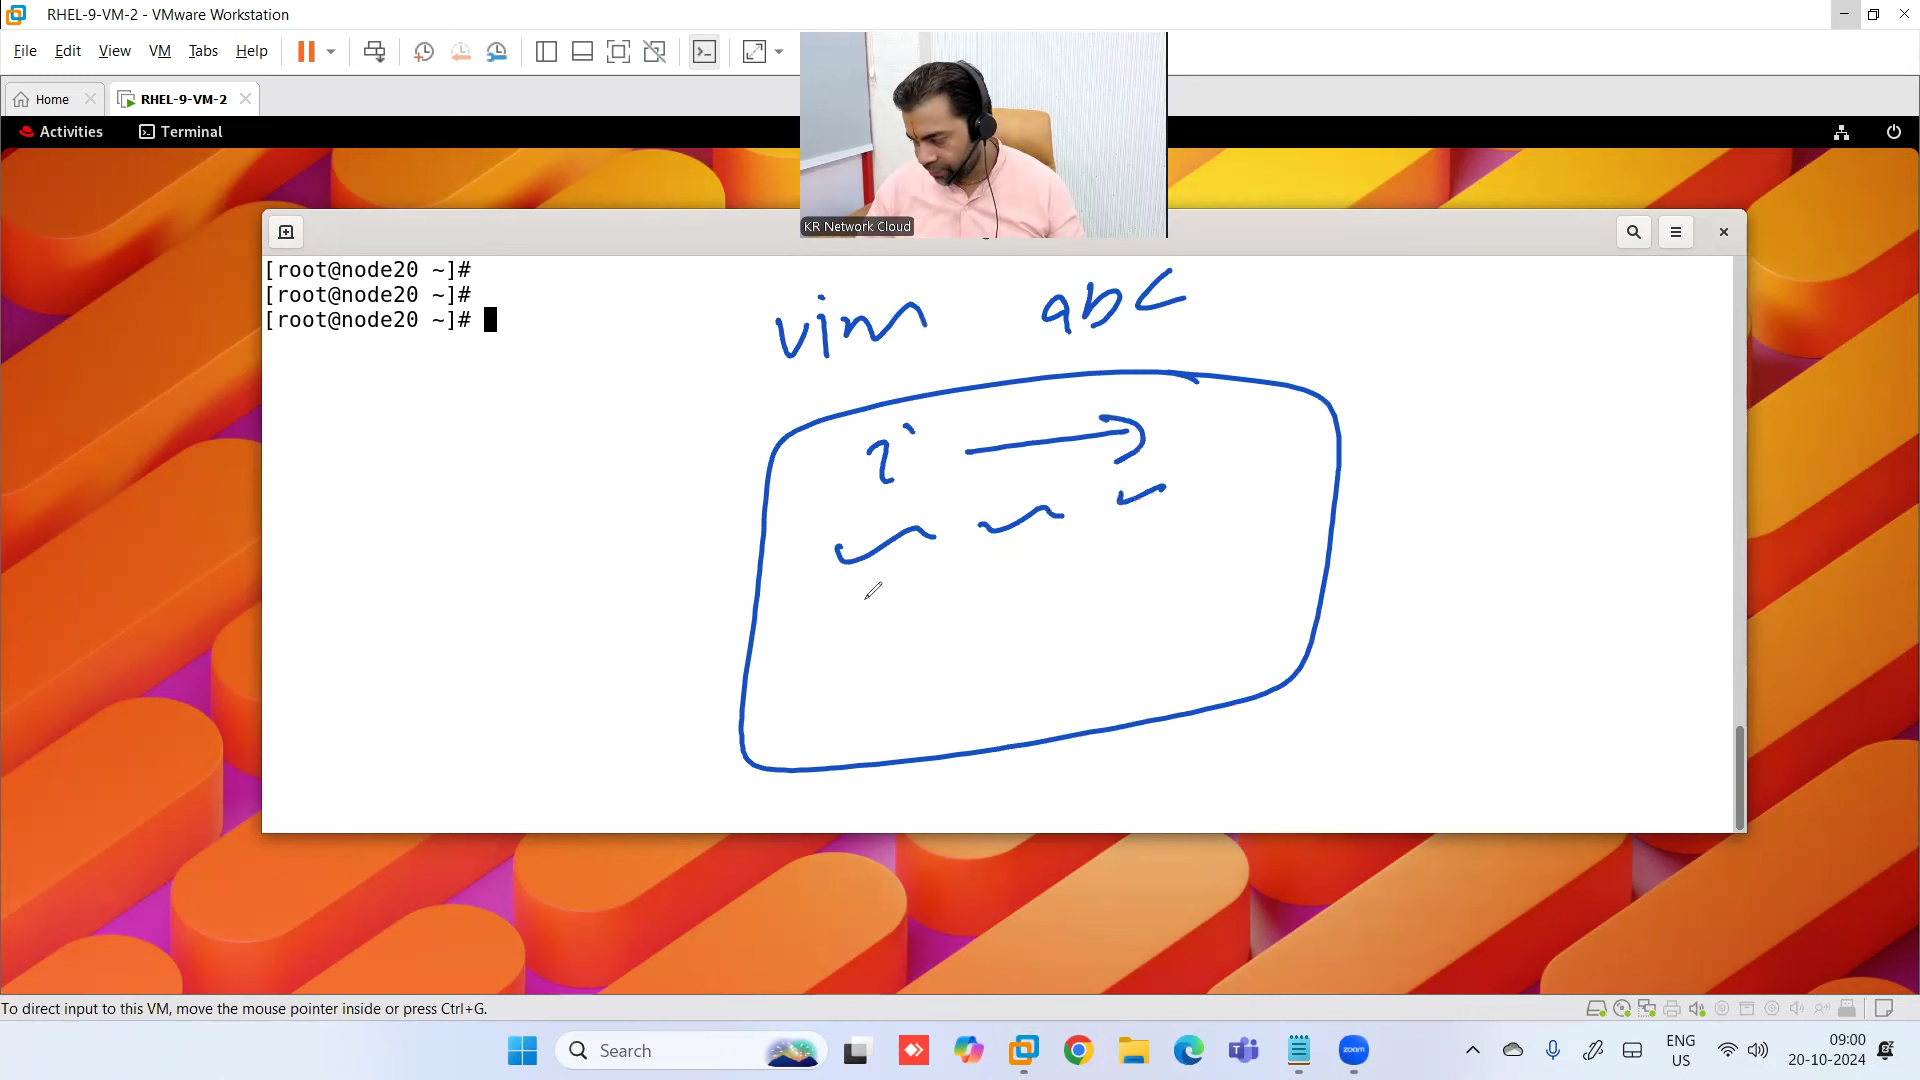 RHEL-9-VM-2 - VMware Workstation
File Edit View VM Tabs Help
Home RHEL-9-VM-2
Activities Terminal
KR Network Cloud
[root@node20 ~]#
[root@node20 ~]#
[root@node20 ~]#
vim abc
i
To direct input to this VM, move the mouse pointer inside or press Ctrl+G.
Search
zoom
ENG
US
09:00
20-10-2024